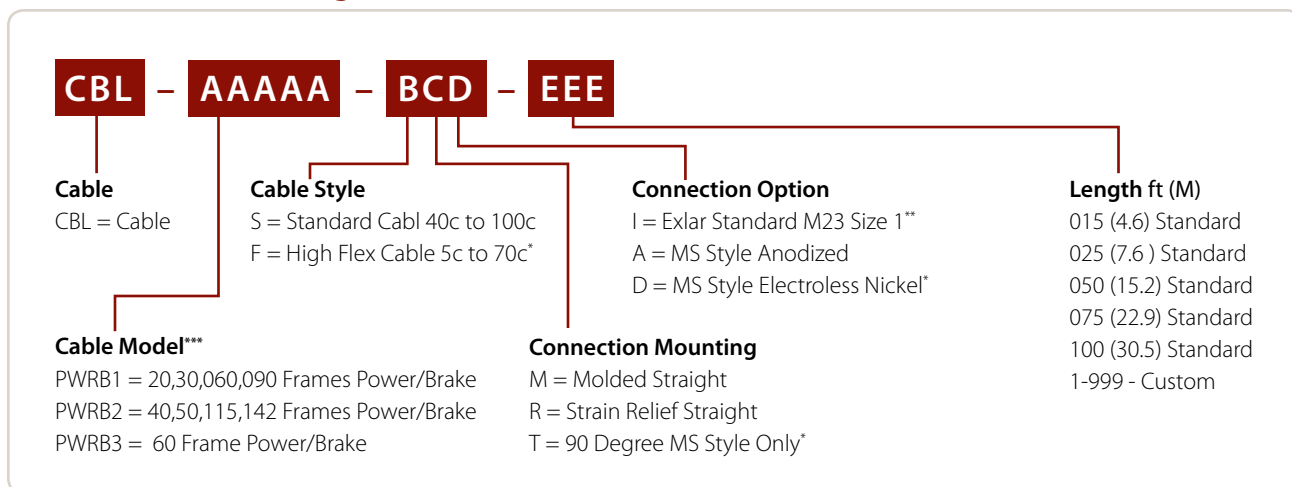 CBL – AAAAA – BCD – EEE
Cable
CBL = Cable
Cable Style
S = Standard Cabl 40c to 100c
F = High Flex Cable 5c to 70c*
Connection Option
I = Exlar Standard M23 Size 1**
A = MS Style Anodized
D = MS Style Electroless Nickel*
Length ft (M)
015 (4.6) Standard
025 (7.6 ) Standard
050 (15.2) Standard
075 (22.9) Standard
100 (30.5) Standard
1-999 - Custom
Cable Model***
PWRB1 = 20,30,060,090 Frames Power/Brake
PWRB2 = 40,50,115,142 Frames Power/Brake
PWRB3 = 60 Frame Power/Brake
Connection Mounting
M = Molded Straight
R = Strain Relief Straight
T = 90 Degree MS Style Only*